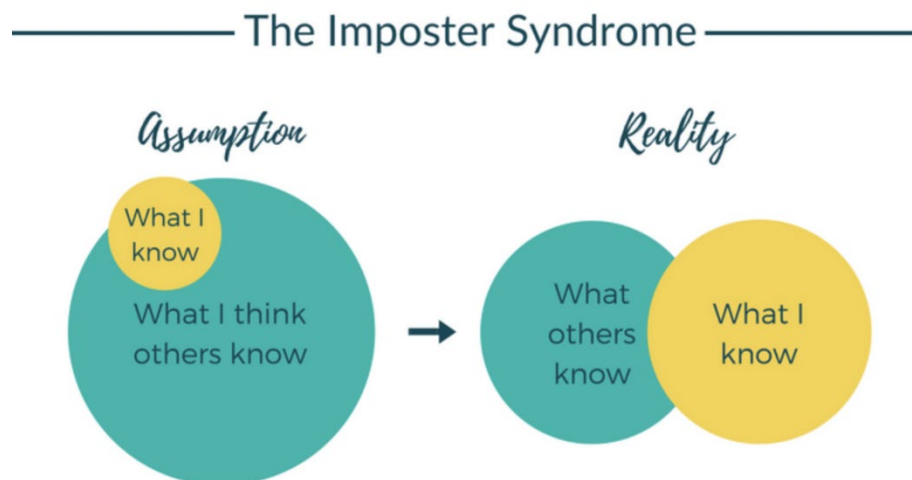 The Imposter Syndrome
Assumption
What I
know
What I think
others know
Reality
What
others
know
What I
know